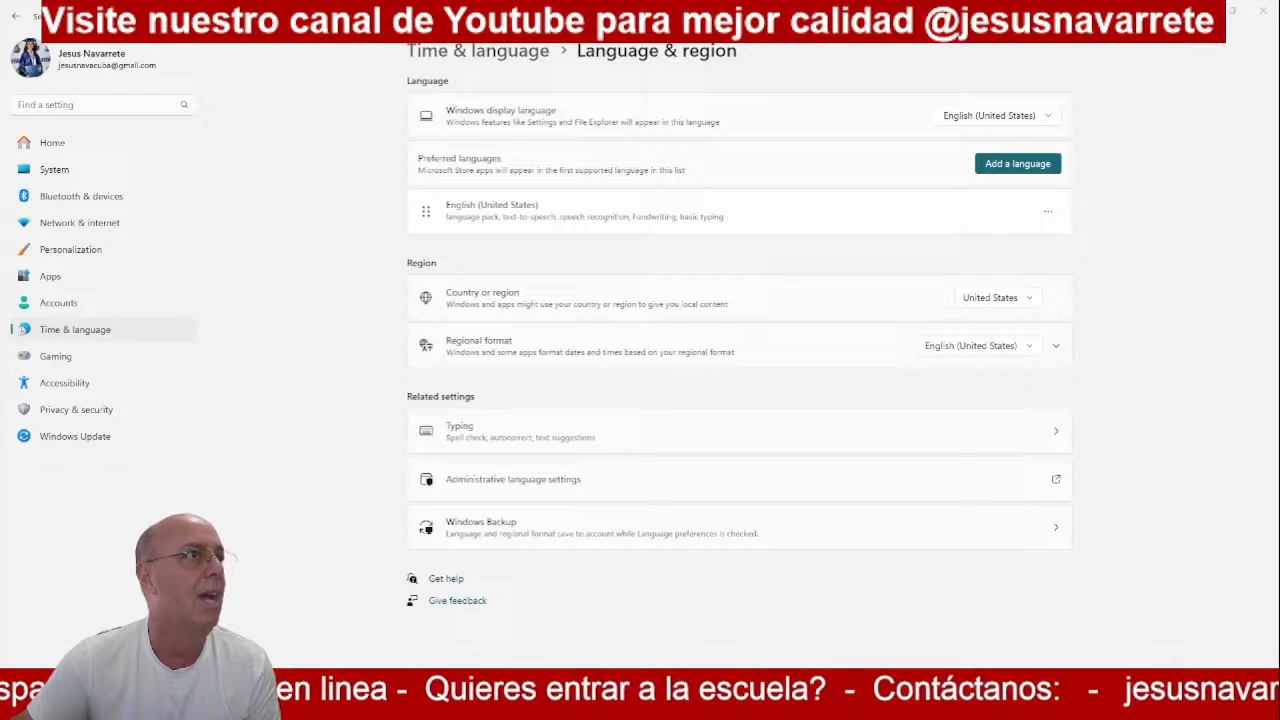 Visite nuestro canal de Youtube para mejor calidad @jesusnavarrete
Time & language > Language & region
Jesus Navarrete
jesusnavacuba@gmail.com
Find a setting
Home
System
Bluetooth & devices
Network & internet
Personalization
Apps
Accounts
Time & language
Gaming
Accessibility
Privacy & security
Windows Update
Language
Windows display language
Windows features like Settings and File Explorer will appear in this language
English (United States)
Preferred languages
Microsoft Store apps will appear in the first supported language in this list
Add a language
English (United States)
language pack, text-to-speech, speech recognition, handwriting, basic typing
Region
Country or region
Windows and apps might use your country or region to give you local content
United States
Regional format
Windows and some apps format dates and times based on your regional format
English (United States)
Related settings
Typing
Spell check, autocorrect, text suggestions
Administrative language settings
Windows Backup
Language and regional format save to account while Language preferences is checked.
Get help
Give feedback
en linea - Quieres entrar a la escuela? - Contáctanos: - jesusnavar